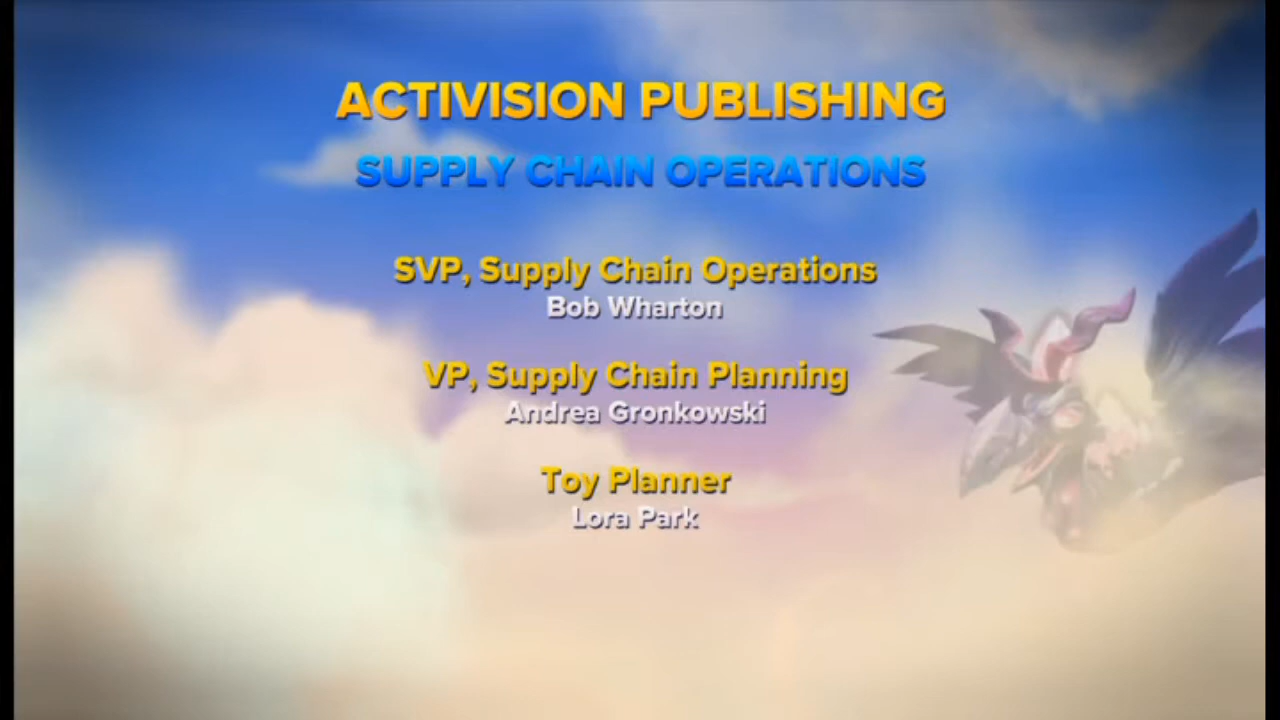 ACTIVISION PUBLISHING
SUPPLY CHAIN OPERATIONS
SVP, Supply Chain Operations
Bob Wharton
VP, Supply Chain Planning
Andrea Gronkowski
Toy Planner
Lora Park